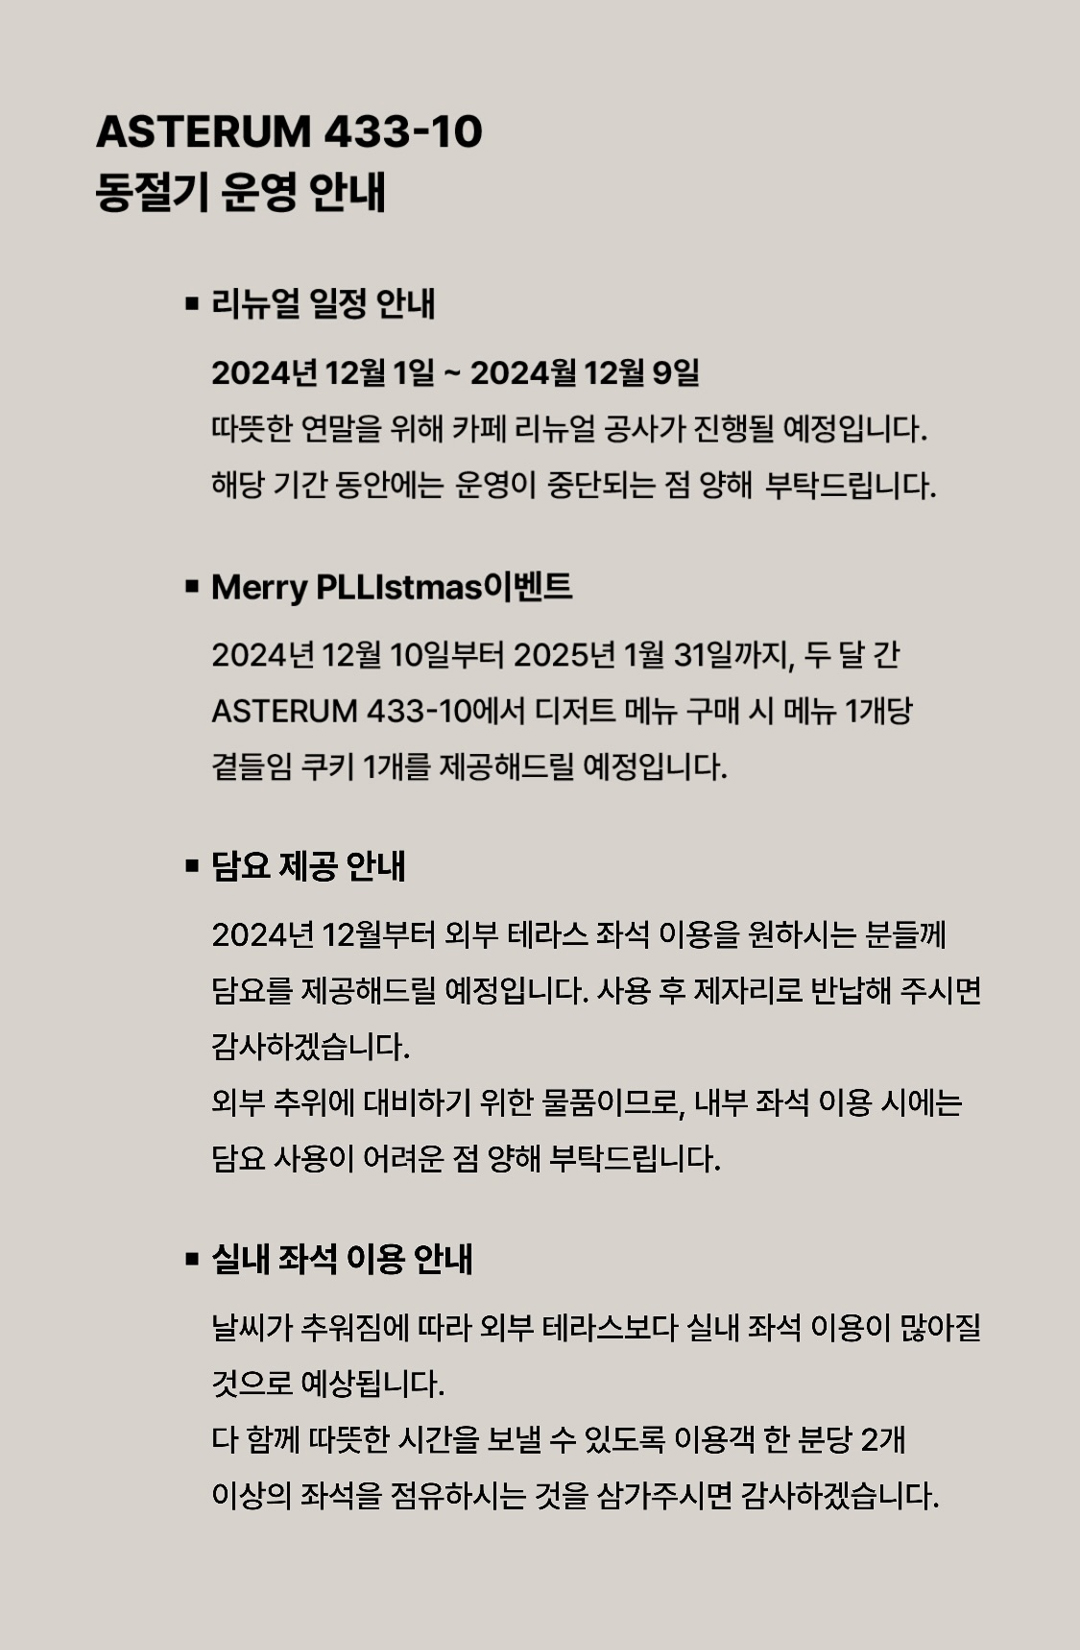 ASTERUM 433-10
동절기 운영 안내
▪ 리뉴얼 일정 안내
2024년 12월 1일 ~ 2024월 12월 9일
따뜻한 연말을 위해 카페 리뉴얼 공사가 진행될 예정입니다.
해당 기간 동안에는 운영이 중단되는 점 양해 부탁드립니다.
▪ Merry PLLIstmas이벤트
2024년 12월 10일부터 2025년 1월 31일까지, 두 달 간
ASTERUM 433-10에서 디저트 메뉴 구매 시 메뉴 1개당
곁들임 쿠키 1개를 제공해드릴 예정입니다.
▪ 담요 제공 안내
2024년 12월부터 외부 테라스 좌석 이용을 원하시는 분들께
담요를 제공해드릴 예정입니다. 사용 후 제자리로 반납해 주시면
감사하겠습니다.
외부 추위에 대비하기 위한 물품이므로, 내부 좌석 이용 시에는
담요 사용이 어려운 점 양해 부탁드립니다.
▪ 실내 좌석 이용 안내
날씨가 추워짐에 따라 외부 테라스보다 실내 좌석 이용이 많아질
것으로 예상됩니다.
다 함께 따뜻한 시간을 보낼 수 있도록 이용객 한 분당 2개
이상의 좌석을 점유하시는 것을 삼가주시면 감사하겠습니다.